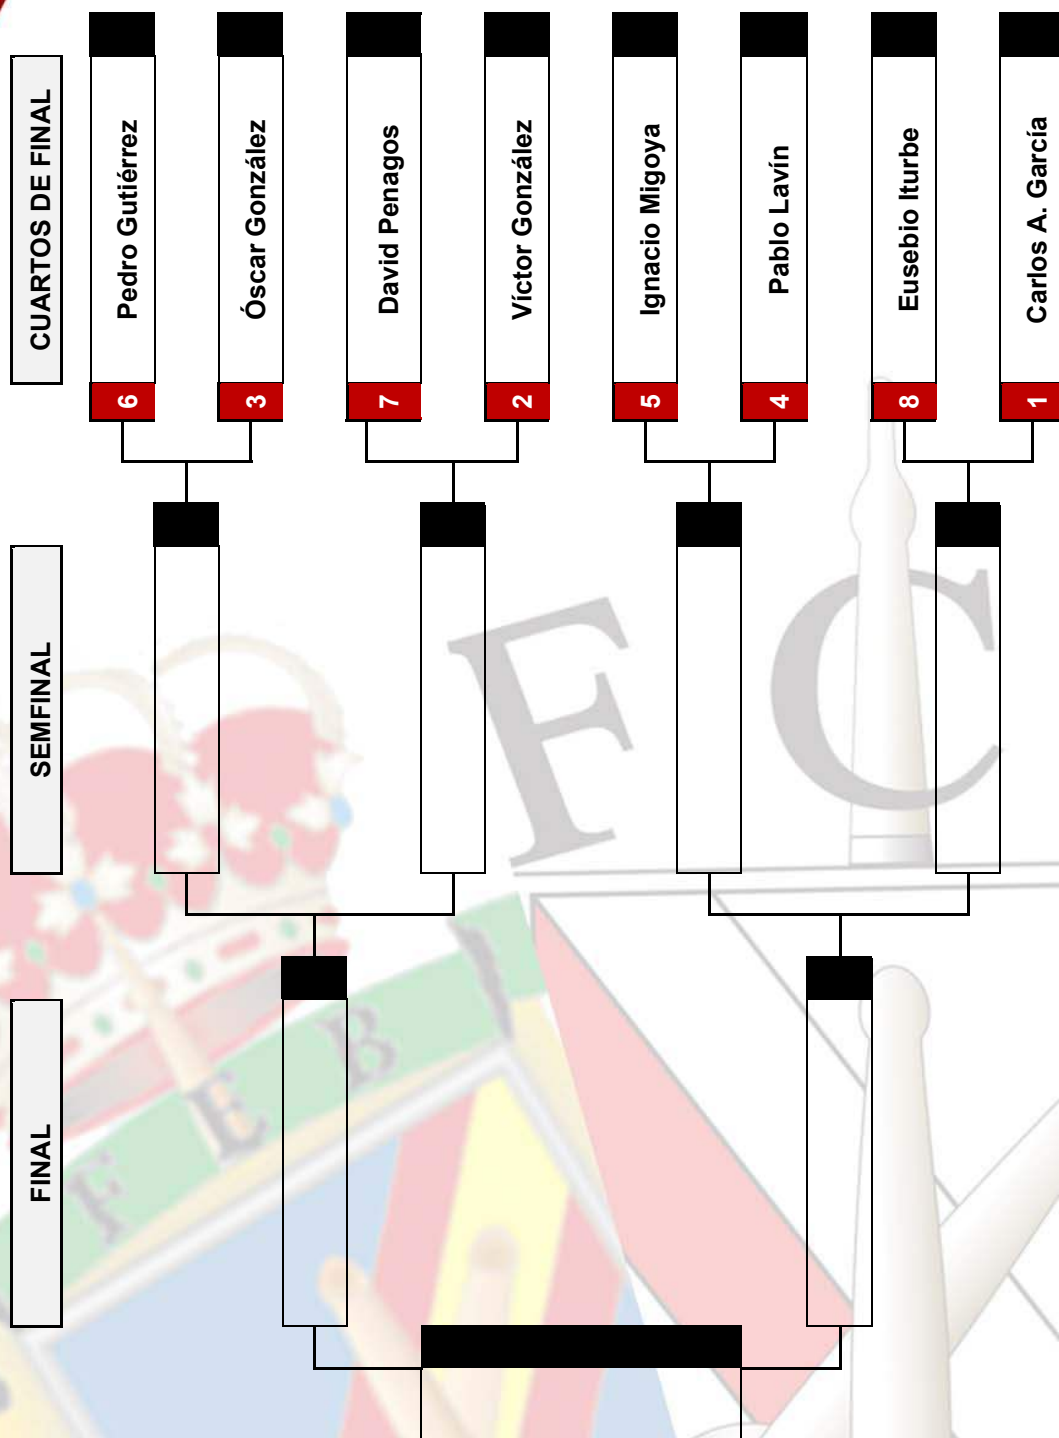 CUARTOS DE FINAL
1 Carlos A. García
8 Eusebio Iturbe
4 Pablo Lavín
5 Ignacio Migoya
2 Víctor González
7 David Penagos
3 Óscar González
6 Pedro Gutiérrez
SEMFINAL
FINAL
F C
F E B